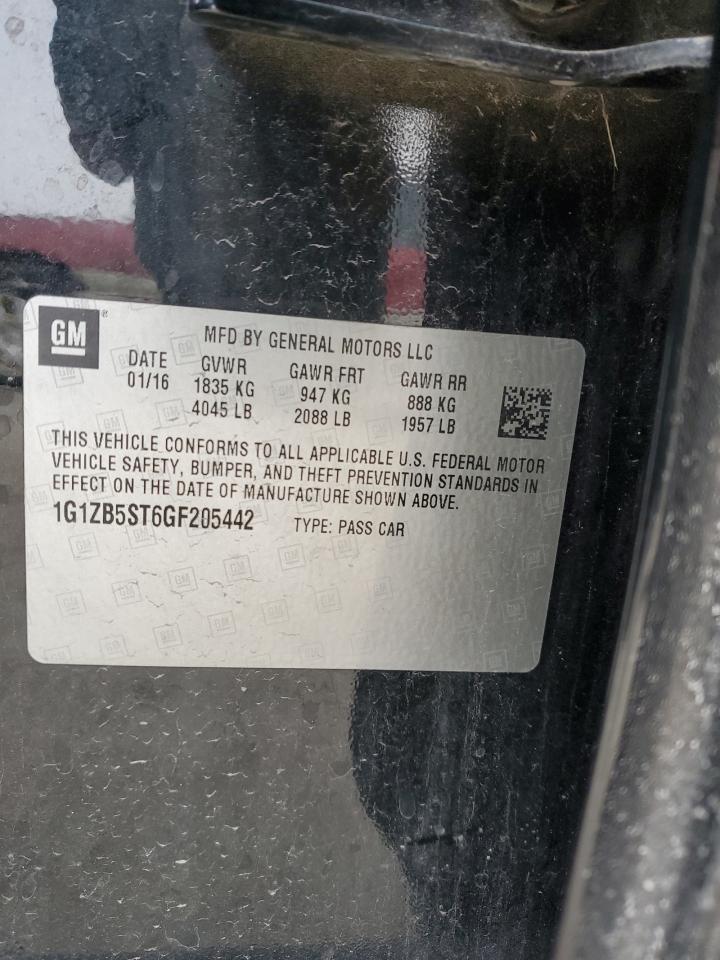 GM®
MFD BY GENERAL MOTORS LLC
DATE GVWR GAWR FRT GAWR RR
01/16 1835 KG 947 KG 888 KG
4045 LB 2088 LB 1957 LB
THIS VEHICLE CONFORMS TO ALL APPLICABLE U.S. FEDERAL MOTOR
VEHICLE SAFETY, BUMPER, AND THEFT PREVENTION STANDARDS IN
EFFECT ON THE DATE OF MANUFACTURE SHOWN ABOVE.
1G1ZB5ST6GF205442 TYPE: PASS CAR